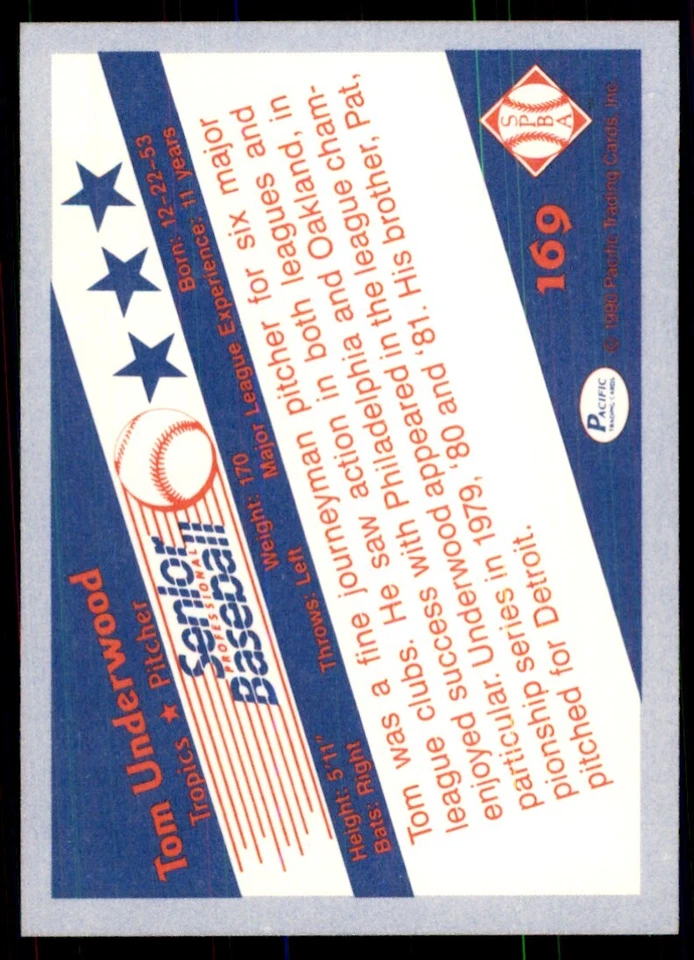 Tom Underwood
Tropics ★ Pitcher
Senior
PROFESSIONAL
Baseball
Height: 5'11" Weight: 170 Born: 12-22-53
Bats: Right Throws: Left Major League Experience: 11 years
Tom was a fine journeyman pitcher for six major
league clubs. He saw action in both leagues and
enjoyed success with Philadelphia and Oakland, in
particular. Underwood appeared in the league cham-
pionship series in 1979, '80 and '81. His brother, Pat,
pitched for Detroit.
SPBA
169
PACIFIC
TRADING CARDS
© 1990 Pacific Trading Cards, Inc.